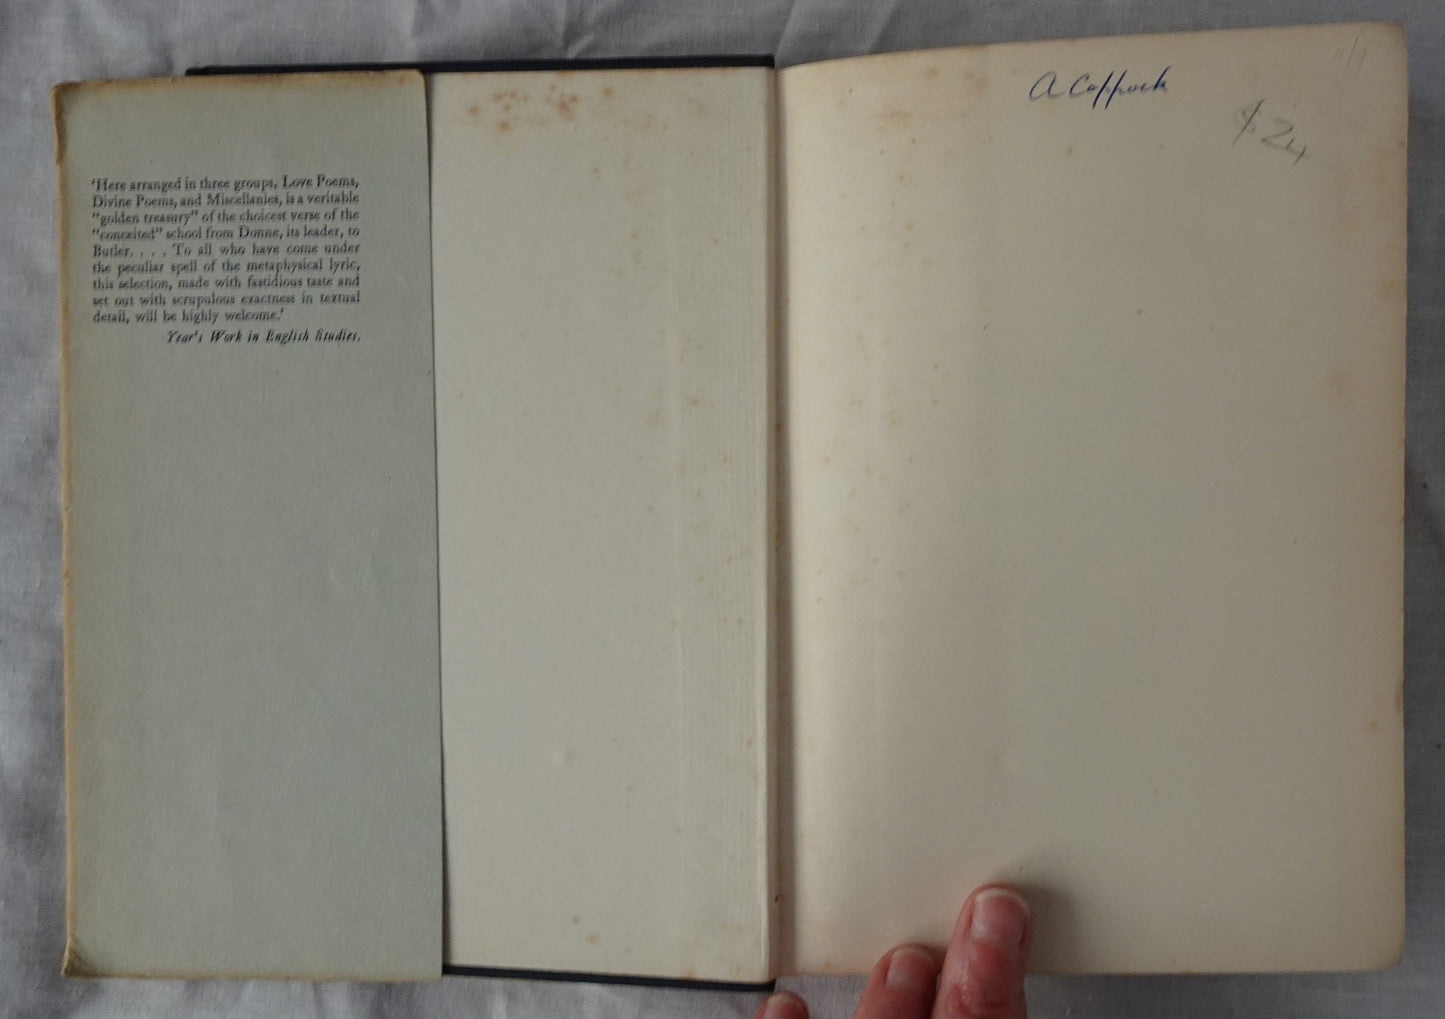 ‘Here arranged in three groups, Love Poems,
Divine Poems, and Miscellanies, is a veritable
“golden treasury” of the choicest verse of the
“conceited” school from Donne, its leader, to
Butler. . . . To all who have come under
the peculiar spell of the metaphysical lyric,
this selection, made with fastidious taste and
set out with scrupulous exactness in textual
detail, will be highly welcome.’
Year's Work in English Studies.
A Coppock
$24